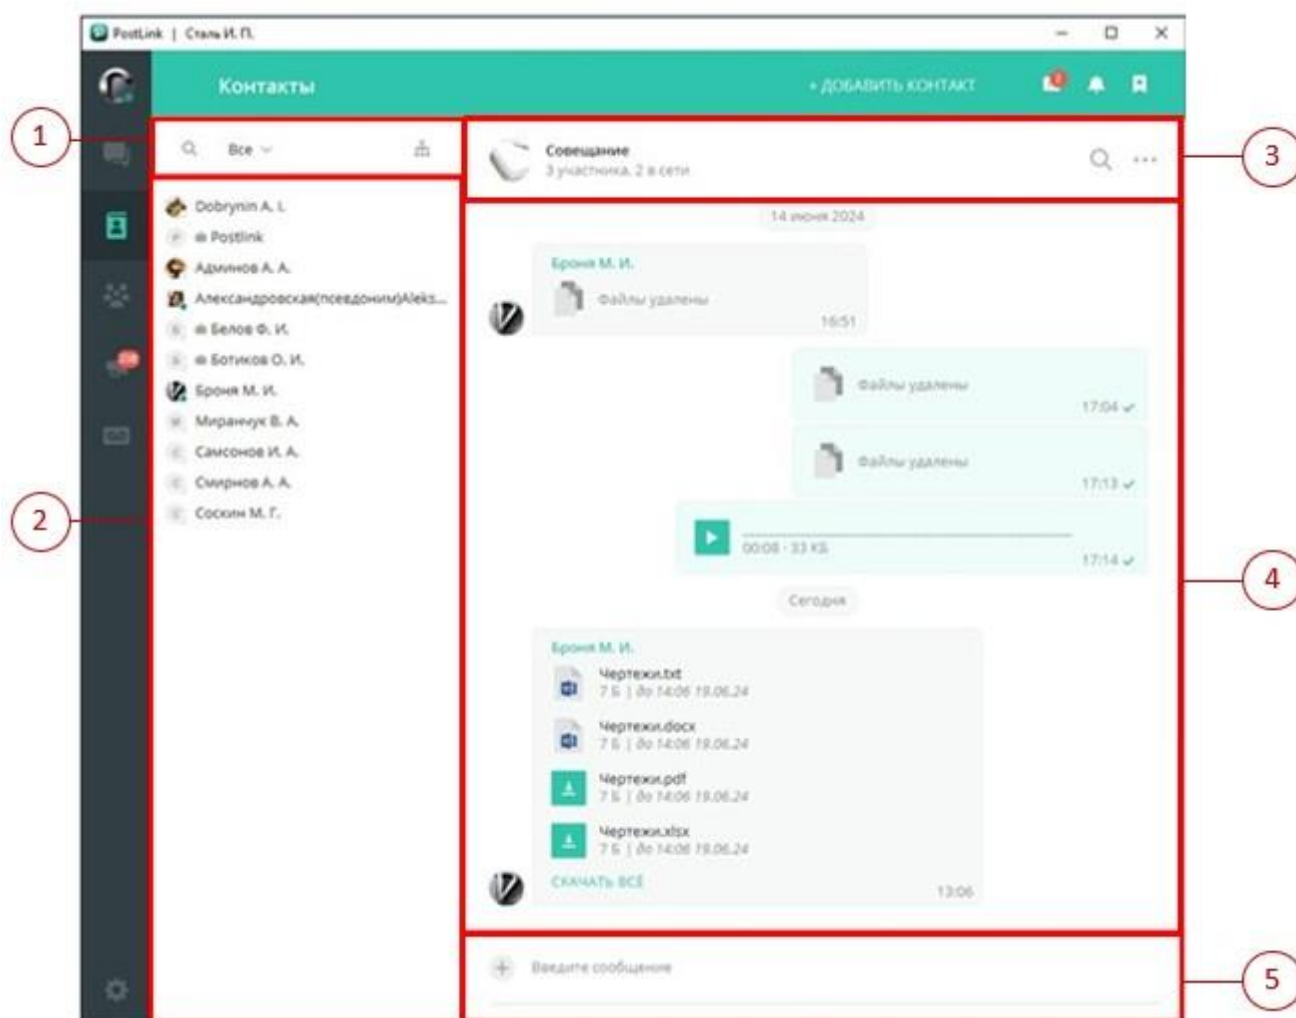 PostLink | Сталь И. П.
Контакты
+ ДОБАВИТЬ КОНТАКТ
2
1
Все
Совещание
3 участника, 2 в сети
3
Dobrynin A. I.
Postlink
Админов А. А.
Александровская(псевдоним)Aleks...
Белов Ф. И.
Ботиков О. И.
Броня М. И.
Миранчук В. А.
Самсонов И. А.
Смирнов А. А.
Соскин М. Г.
2
14 июня 2024
Броня М. И.
Файлы удалены
16:51
Файлы удалены
17:04
Файлы удалены
17:13
00:08 - 33 КБ
17:14
4
Сегодня
Броня М. И.
Чертежи.txt
7 Б | до 14:06 19.06.24
Чертежи.docx
7 Б | до 14:06 19.06.24
Чертежи.pdf
7 Б | до 14:06 19.06.24
Чертежи.xlsx
7 Б | до 14:06 19.06.24
СКАЧАТЬ ВСЁ
13:06
Введите сообщение
5